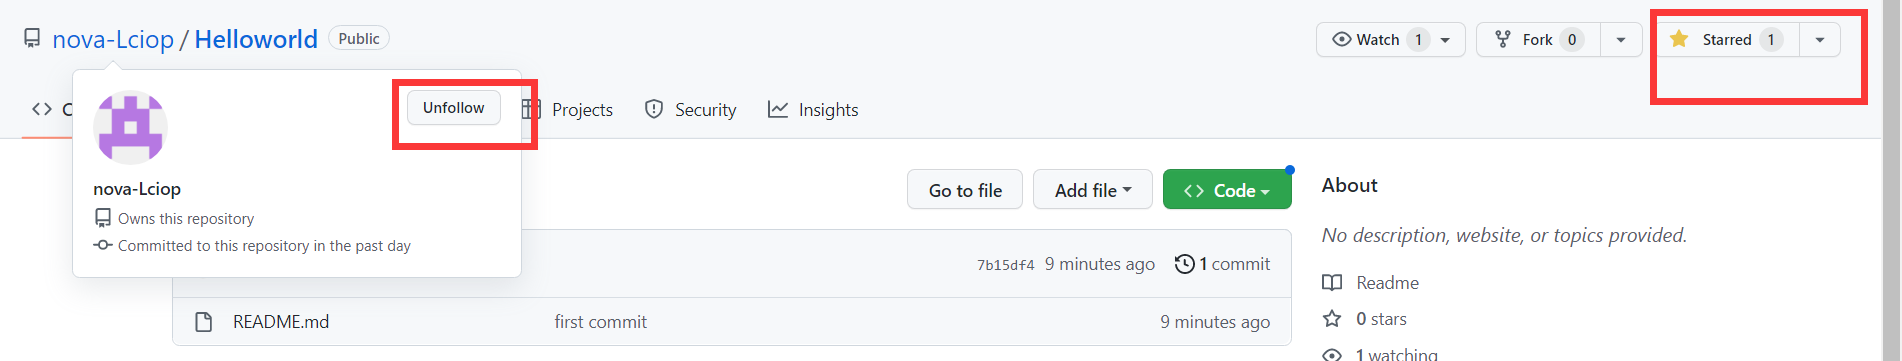 nova-Lciop / Helloworld Public
Watch 1 Fork 0 Starred 1
Unfollow Projects Security Insights
nova-Lciop
Owns this repository
Committed to this repository in the past day
Go to file Add file Code
7b15df4 9 minutes ago 1 commit
README.md first commit 9 minutes ago
About
No description, website, or topics provided.
Readme
0 stars
1 watching